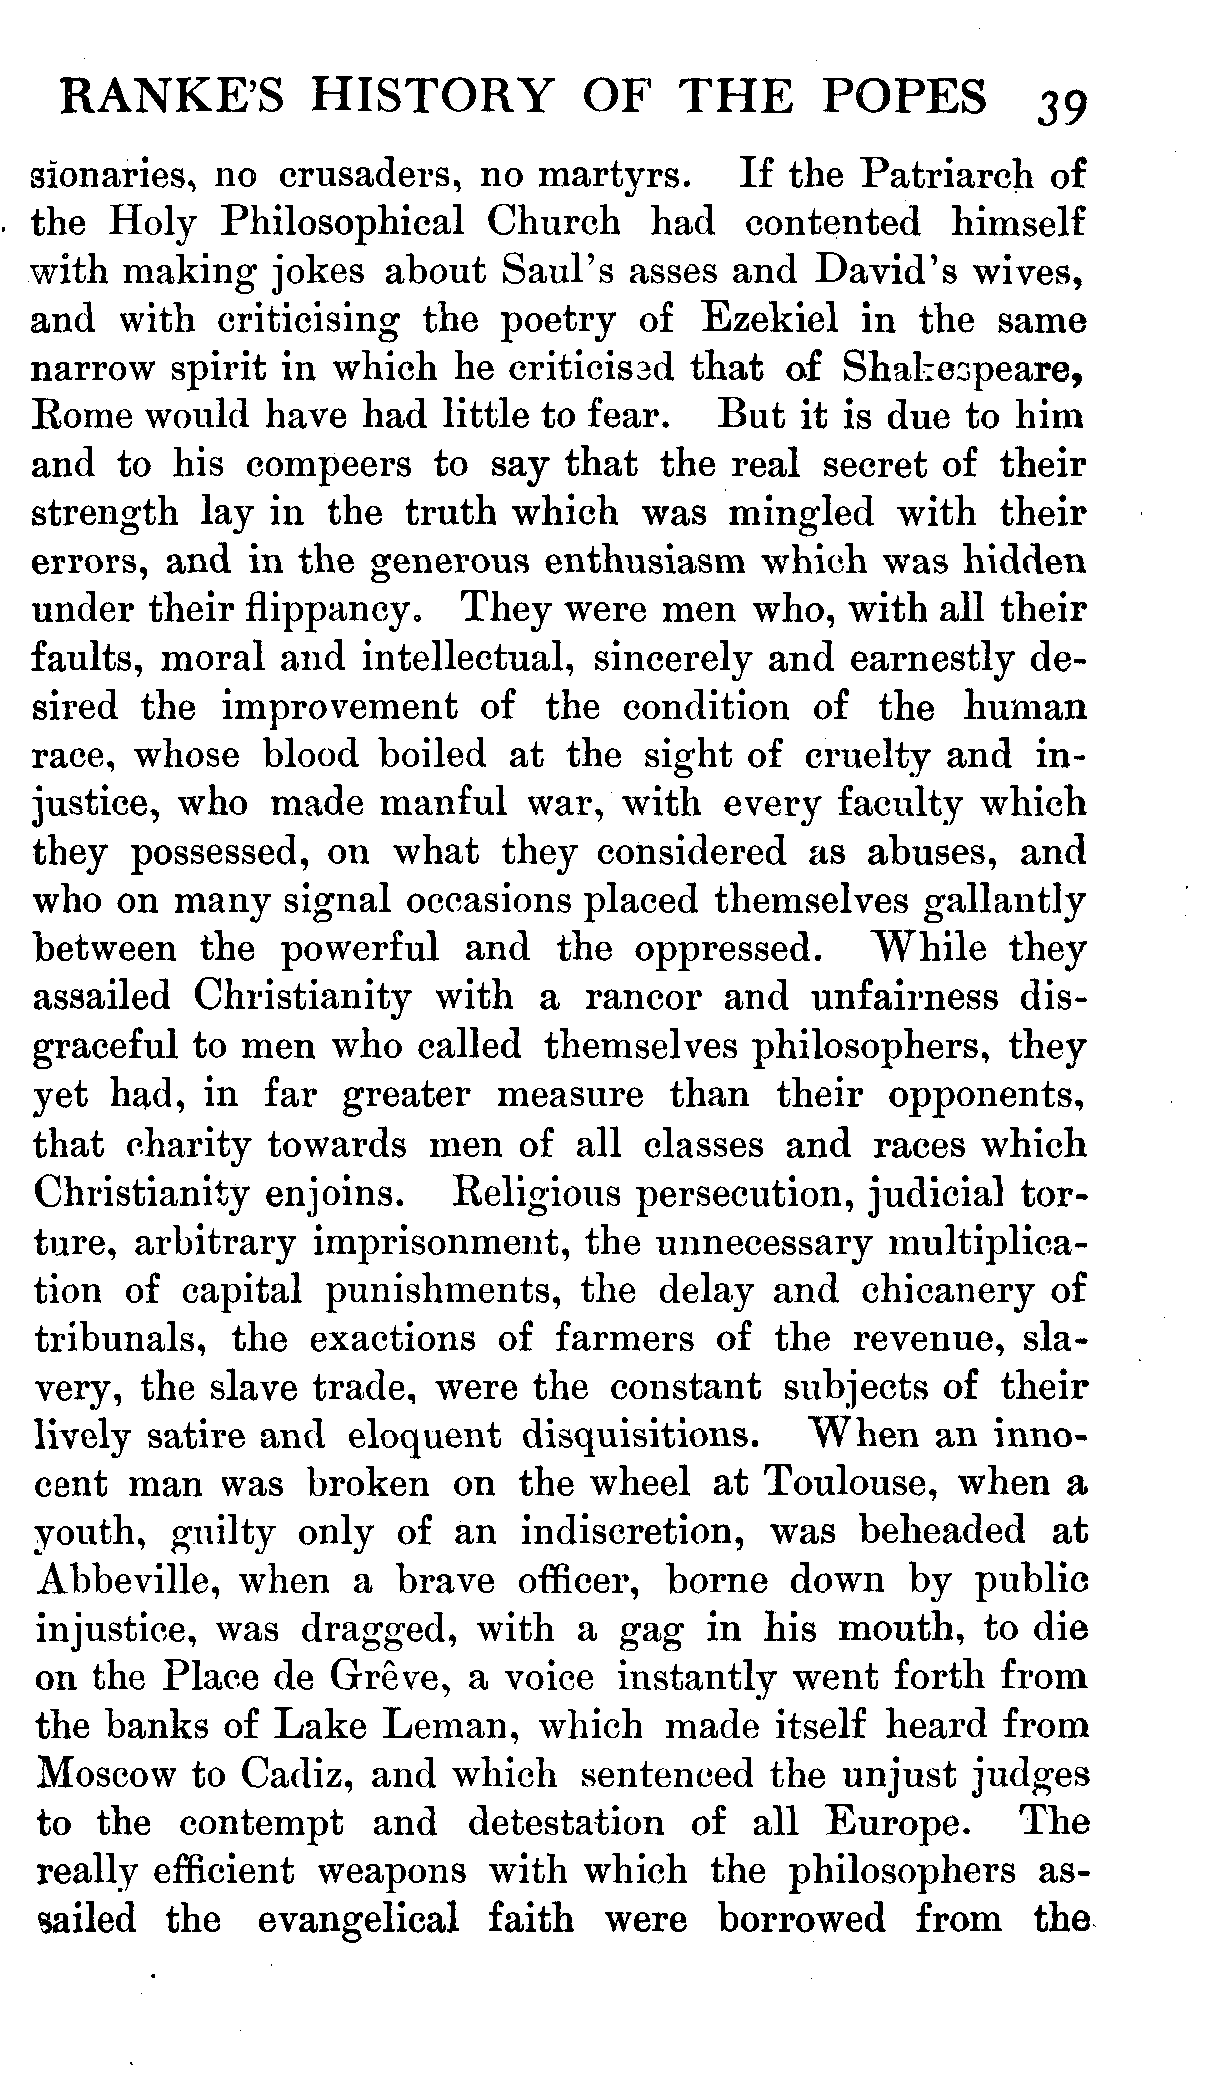 RANKE'S HISTORY OF THE POPES 39
sionaries, no crusaders, no martyrs. If the Patriarch of
the Holy Philosophical Church had contented himself
with making jokes about Saul's asses and David's wives,
and with criticising the poetry of Ezekiel in the same
narrow spirit in which he criticised that of Shakespeare,
Rome would have had little to fear. But it is due to him
and to his compeers to say that the real secret of their
strength lay in the truth which was mingled with their
errors, and in the generous enthusiasm which was hidden
under their flippancy. They were men who, with all their
faults, moral and intellectual, sincerely and earnestly de-
sired the improvement of the condition of the human
race, whose blood boiled at the sight of cruelty and in-
justice, who made manful war, with every faculty which
they possessed, on what they considered as abuses, and
who on many signal occasions placed themselves gallantly
between the powerful and the oppressed. While they
assailed Christianity with a rancor and unfairness dis-
graceful to men who called themselves philosophers, they
yet had, in far greater measure than their opponents,
that charity towards men of all classes and races which
Christianity enjoins. Religious persecution, judicial tor-
ture, arbitrary imprisonment, the unnecessary multiplica-
tion of capital punishments, the delay and chicanery of
tribunals, the exactions of farmers of the revenue, sla-
very, the slave trade, were the constant subjects of their
lively satire and eloquent disquisitions. When an inno-
cent man was broken on the wheel at Toulouse, when a
youth, guilty only of an indiscretion, was beheaded at
Abbeville, when a brave officer, borne down by public
injustice, was dragged, with a gag in his mouth, to die
on the Place de Grêve, a voice instantly went forth from
the banks of Lake Leman, which made itself heard from
Moscow to Cadiz, and which sentenced the unjust judges
to the contempt and detestation of all Europe. The
really efficient weapons with which the philosophers as-
sailed the evangelical faith were borrowed from the